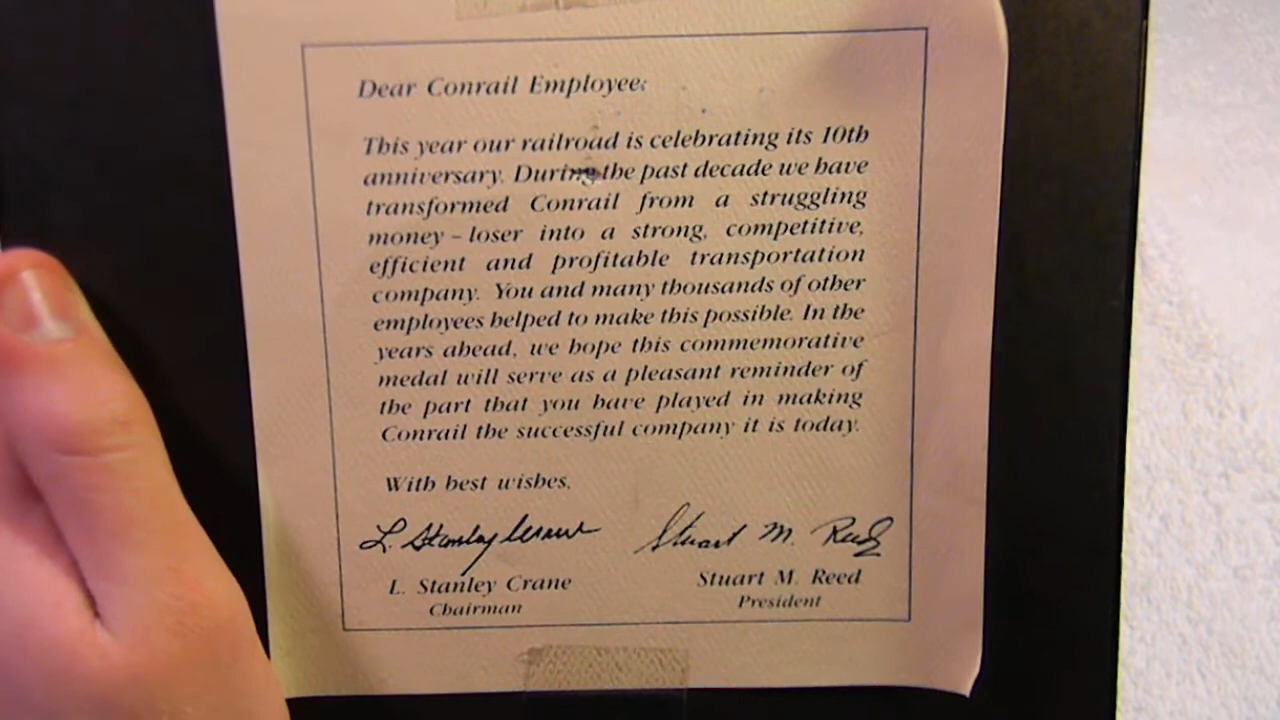 Dear Conrail Employee:
This year our railroad is celebrating its 10th
anniversary. During the past decade we have
transformed Conrail from a struggling
money - loser into a strong, competitive,
efficient and profitable transportation
company. You and many thousands of other
employees helped to make this possible. In the
years ahead, we hope this commemorative
medal will serve as a pleasant reminder of
the part that you have played in making
Conrail the successful company it is today.
With best wishes,
L. Stanley Crane
Stuart M. Reed
L. Stanley Crane
Chairman
Stuart M. Reed
President